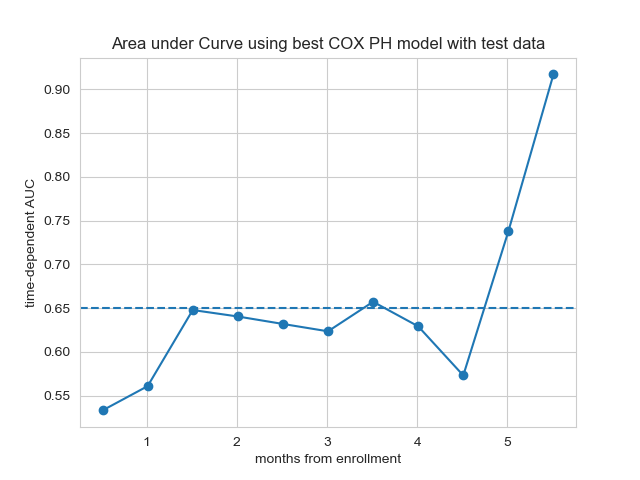 Area under Curve using best COX PH model with test data
time-dependent AUC
0.90
0.85
0.80
0.75
0.70
0.65
0.60
0.55
1 2 3 4 5
months from enrollment